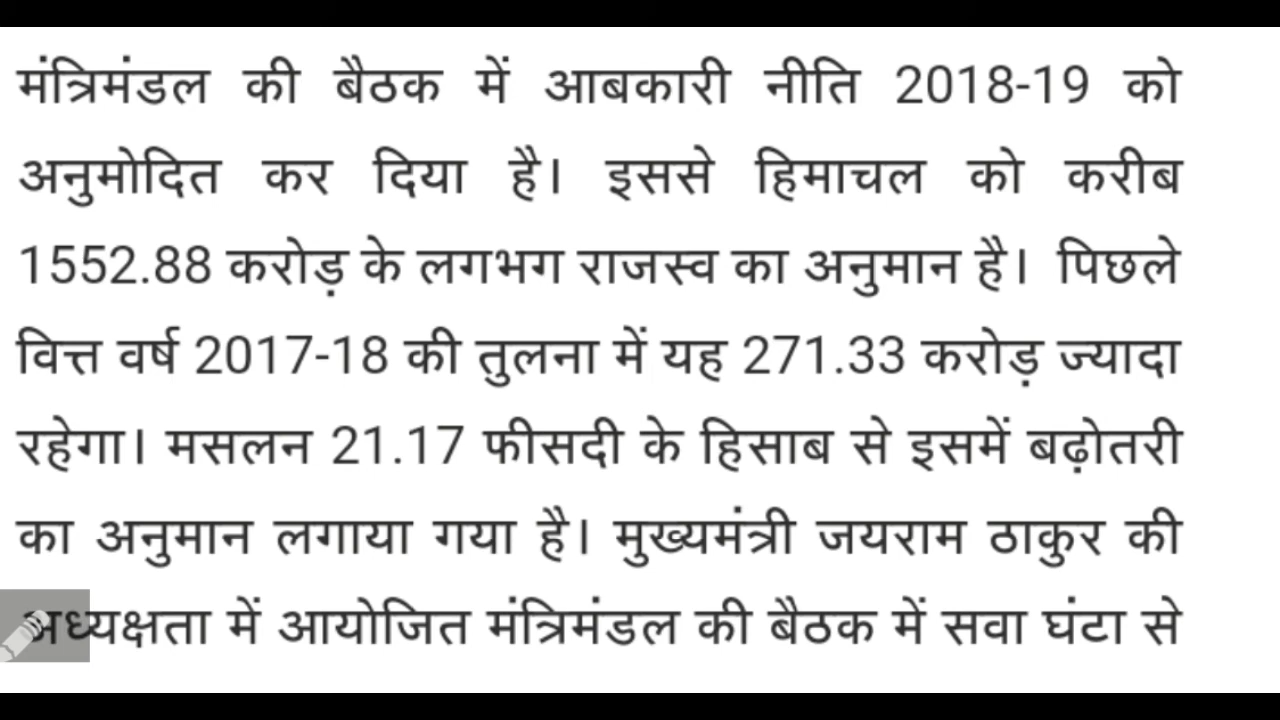 मंत्रिमंडल की बैठक में आबकारी नीति 2018-19 को
अनुमोदित कर दिया है। इससे हिमाचल को करीब
1552.88 करोड़ के लगभग राजस्व का अनुमान है। पिछले
वित्त वर्ष 2017-18 की तुलना में यह 271.33 करोड़ ज्यादा
रहेगा। मसलन 21.17 फीसदी के हिसाब से इसमें बढ़ोतरी
का अनुमान लगाया गया है। मुख्यमंत्री जयराम ठाकुर की
अध्यक्षता में आयोजित मंत्रिमंडल की बैठक में सवा घंटा से